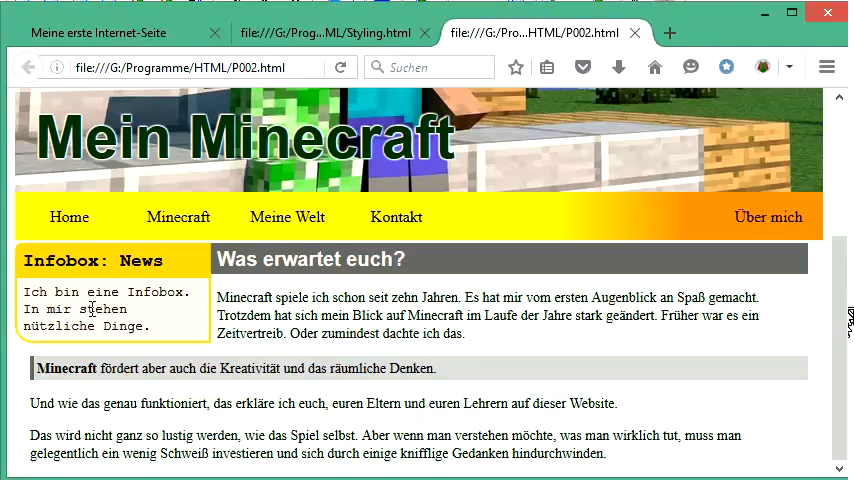 Meine erste Internet-Seite
file:///G:/Prog...ML/Styling.html
file:///G:/Pro...HTML/P002.html
file:///G:/Programme/HTML/P002.html
Suchen
Mein Minecraft
Home Minecraft Meine Welt Kontakt Über mich
Infobox: News
Ich bin eine Infobox.
In mir stehen
nützliche Dinge.
Was erwartet euch?
Minecraft spiele ich schon seit zehn Jahren. Es hat mir vom ersten Augenblick an Spaß gemacht.
Trotzdem hat sich mein Blick auf Minecraft im Laufe der Jahre stark geändert. Früher war es ein
Zeitvertreib. Oder zumindest dachte ich das.
Minecraft fördert aber auch die Kreativität und das räumliche Denken.
Und wie das genau funktioniert, das erkläre ich euch, euren Eltern und euren Lehrern auf dieser Website.
Das wird nicht ganz so lustig werden, wie das Spiel selbst. Aber wenn man verstehen möchte, was man wirklich tut, muss man
gelegentlich ein wenig Schweiß investieren und sich durch einige knifflige Gedanken hindurchwinden.